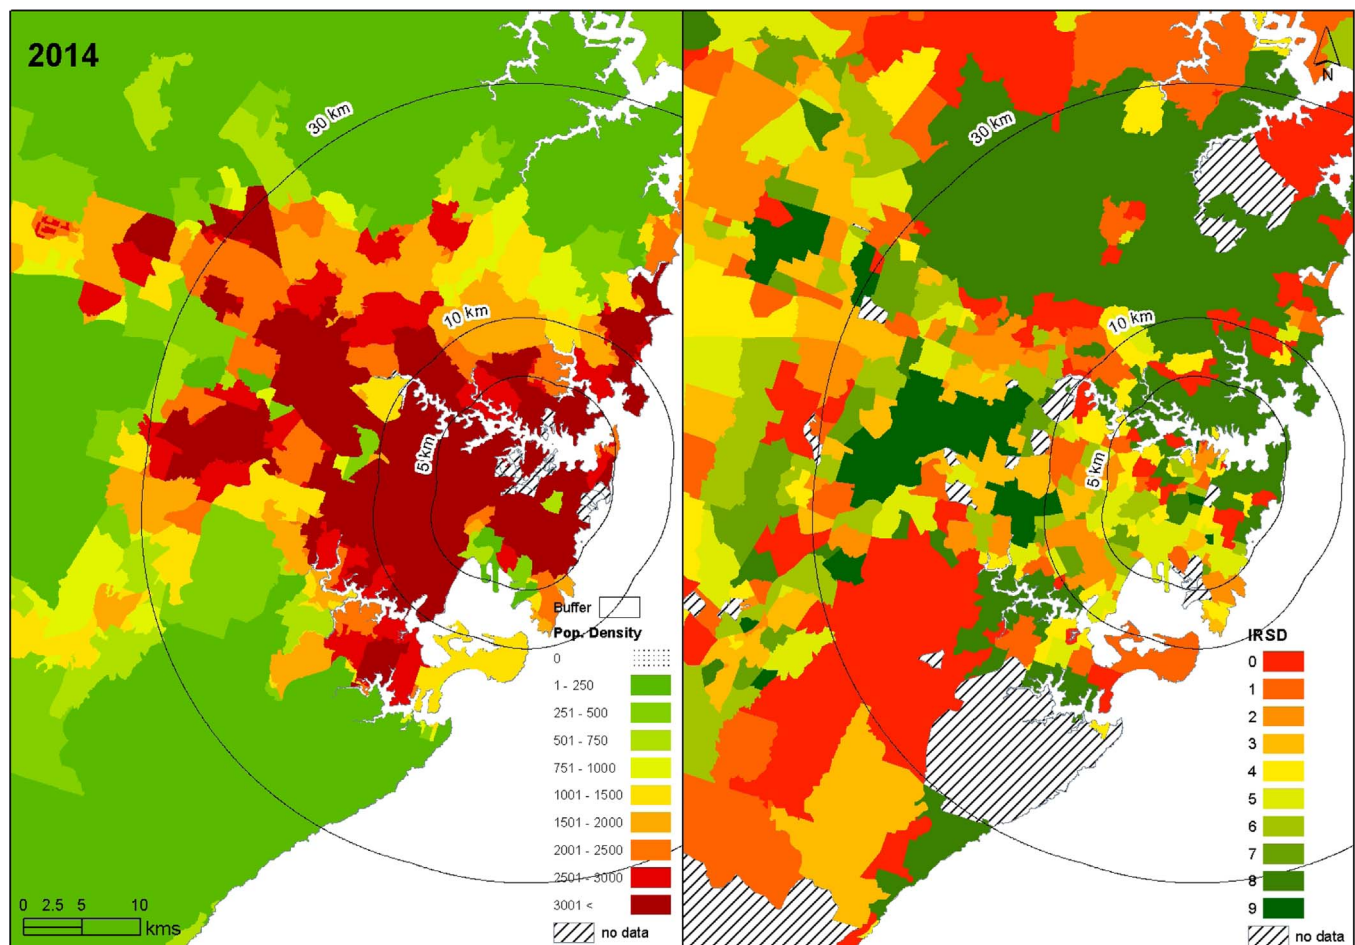 2014
30 km
10 km
5 km
Buffer
Pop. Density
0
1 - 250
251 - 500
501 - 750
751 - 1000
1001 - 1500
1501 - 2000
2001 - 2500
2501 - 3000
3001 <
no data
0 2.5 5 10
kms
N
30 km
10 km
5 km
IRSD
0
1
2
3
4
5
6
7
8
9
no data